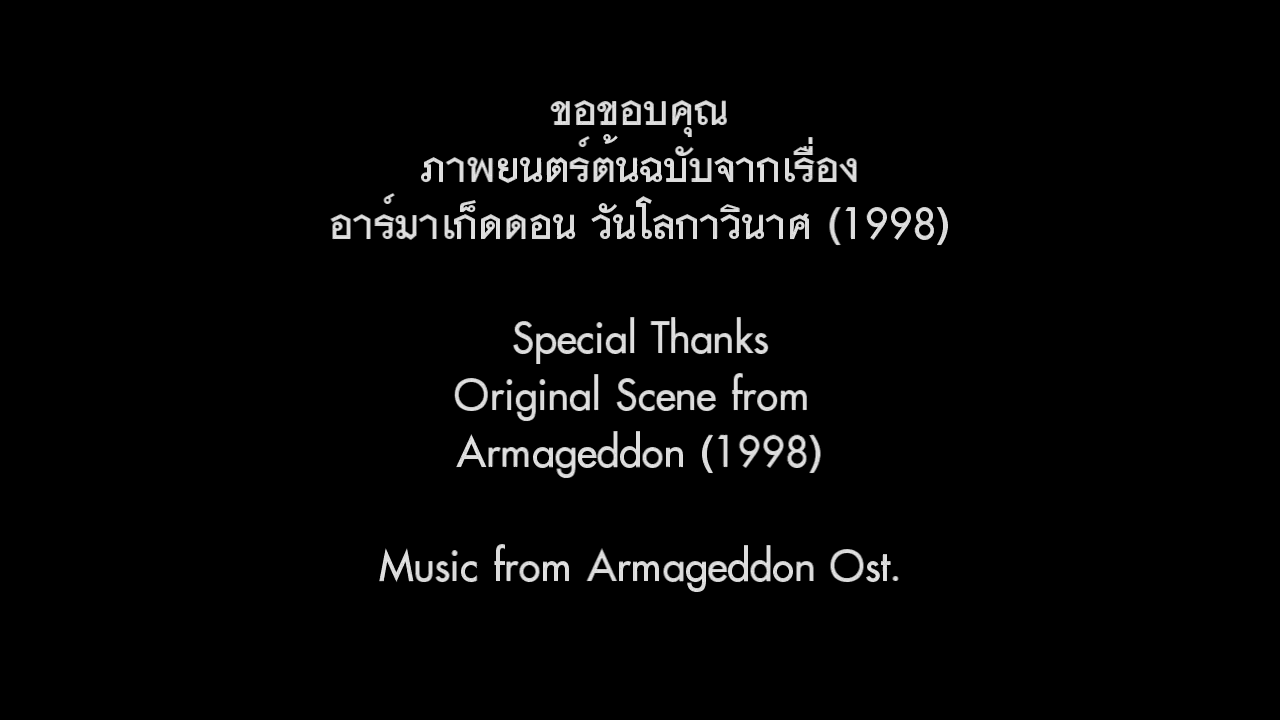 ขอขอบคุณ
ภาพยนตร์ต้นฉบับจากเรื่อง
อาร์มาเก็ดดอน วันโลกาวินาศ (1998)
Special Thanks
Original Scene from
Armageddon (1998)
Music from Armageddon Ost.